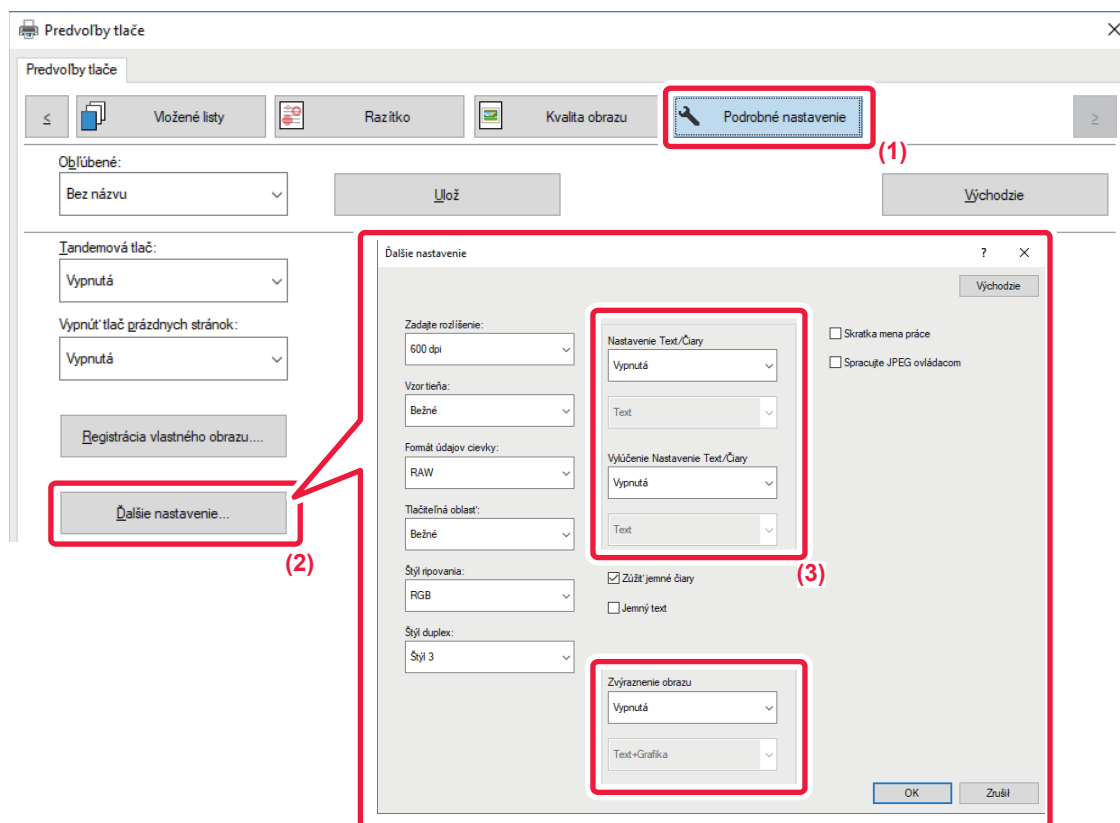 Predvoľby tlače
Predvoľby tlače
<
Vložené listy
Razítko
Kvalita obrazu
Podrobné nastavenie
>
(1)
Obľúbené:
Bez názvu
Ulož
Východzie
Tandemová tlač:
Vypnutá
Vypnúť tlač prázdnych stránok:
Vypnutá
Registrácia vlastného obrazu....
Ďalšie nastavenie...
(2)
Ďalšie nastavenie
?
Východzie
Zadajte rozlíšenie:
600 dpi
Vzor tieňa:
Bežné
Formát údajov cievky:
RAW
Tlačiteľná oblasť:
Bežné
Štýl ripovania:
RGB
Štýl duplex:
Štýl 3
Nastavenie Text/Čiary
Vypnutá
Text
Vylúčenie Nastavenie Text/Čiary
Vypnutá
Text
(3)
Zúžiť jemné čiary
Jemný text
Zvýraznenie obrazu
Vypnutá
Text+Grafika
Skratka mena práce
Spracujte JPEG ovládacom
OK
Zrušiť